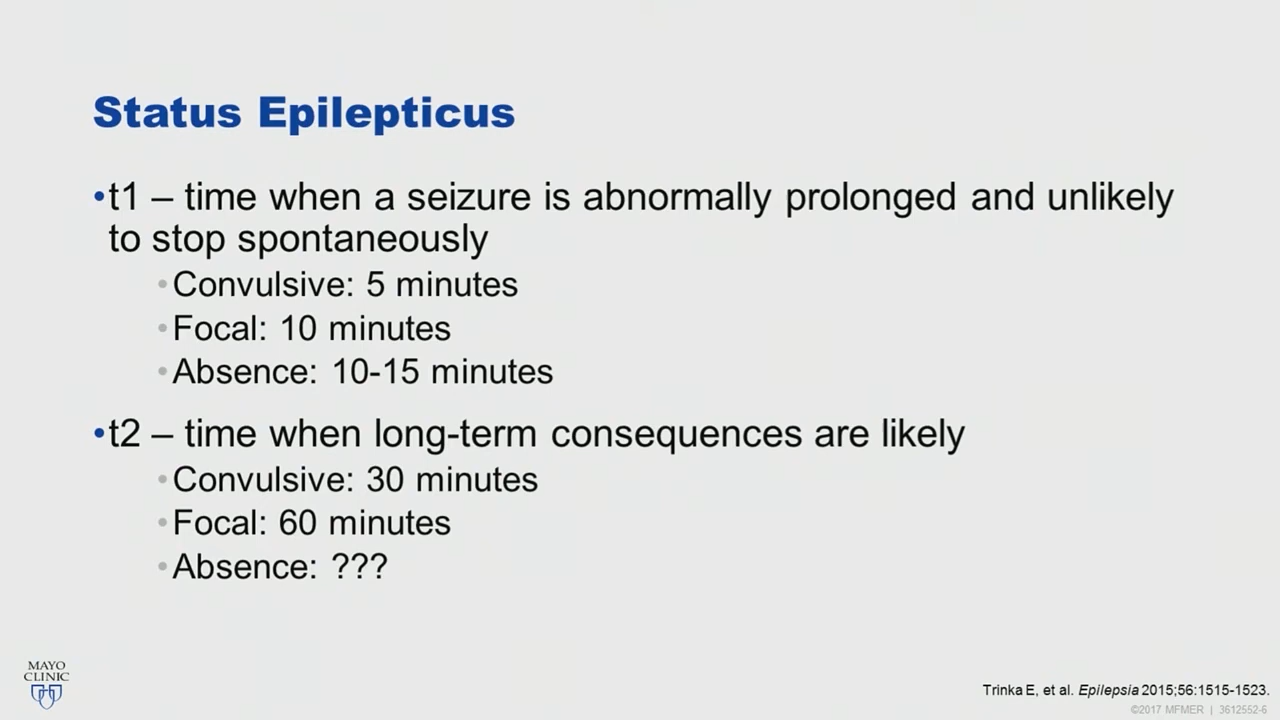 Status Epilepticus
•t1 – time when a seizure is abnormally prolonged and unlikely
to stop spontaneously
•Convulsive: 5 minutes
•Focal: 10 minutes
•Absence: 10-15 minutes
•t2 – time when long-term consequences are likely
•Convulsive: 30 minutes
•Focal: 60 minutes
•Absence: ???
MAYO
CLINIC
Trinka E, et al. Epilepsia 2015;56:1515-1523.
©2017 MFMER | 3612552-6